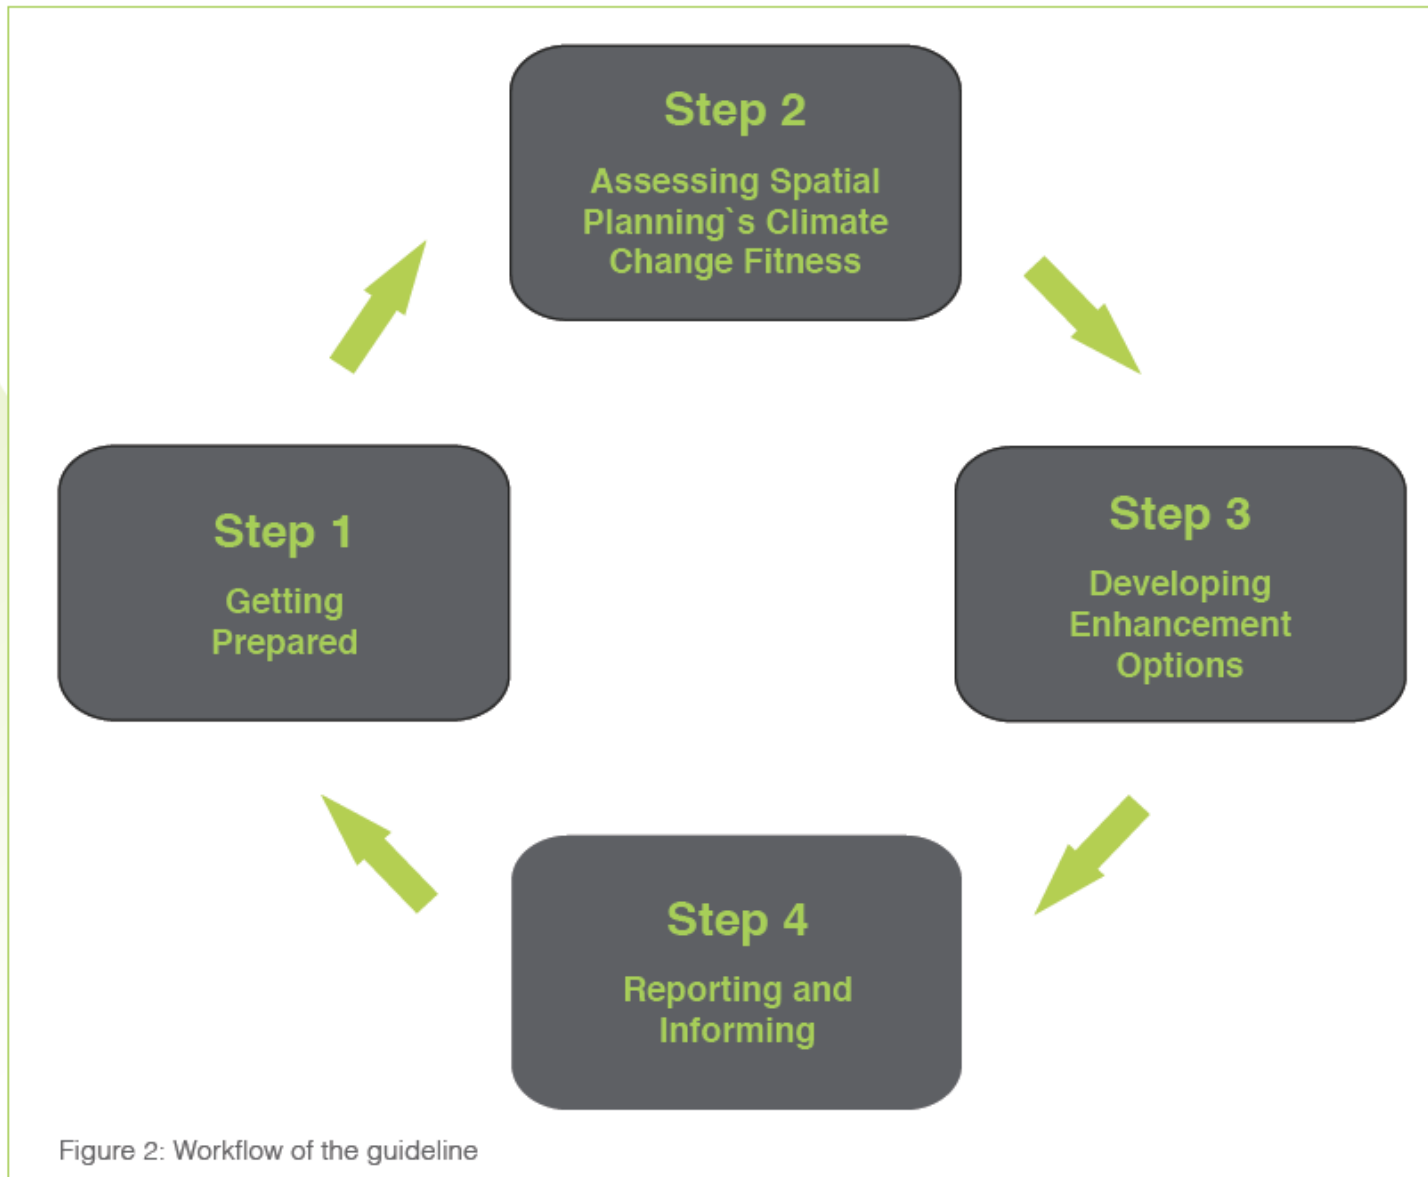 Step 2
Assessing Spatial
Planning`s Climate
Change Fitness
Step 1
Getting
Prepared
Step 3
Developing
Enhancement
Options
Step 4
Reporting and
Informing
Figure 2: Workflow of the guideline